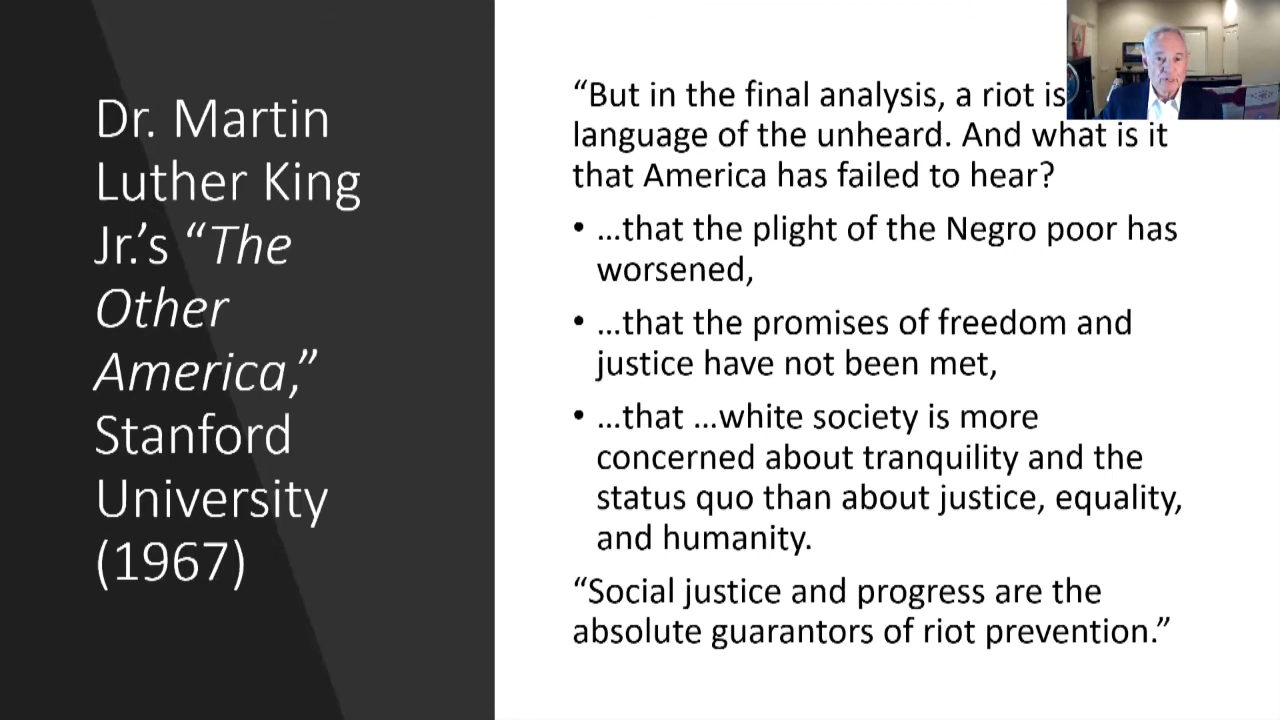 Dr. Martin
Luther King
Jr.’s “The
Other
America,”
Stanford
University
(1967)
“But in the final analysis, a riot is
language of the unheard. And what is it
that America has failed to hear?
• …that the plight of the Negro poor has
worsened,
• …that the promises of freedom and
justice have not been met,
• …that …white society is more
concerned about tranquility and the
status quo than about justice, equality,
and humanity.
“Social justice and progress are the
absolute guarantors of riot prevention.”